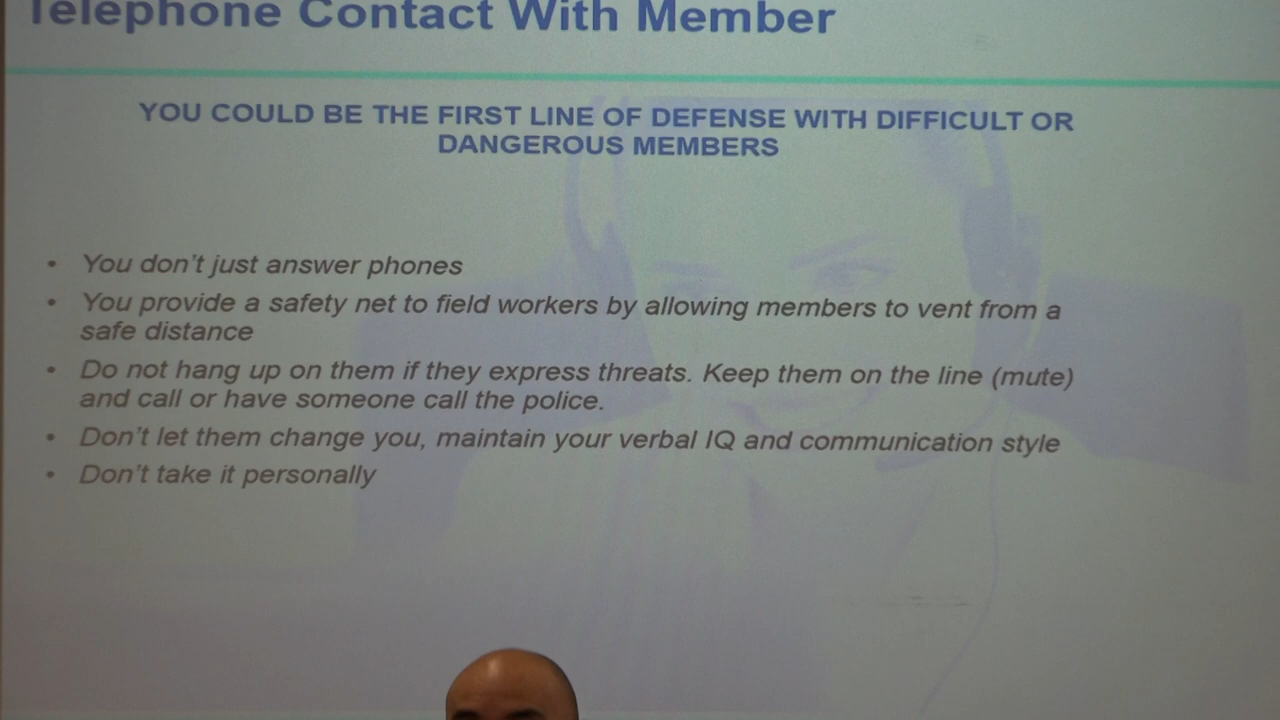 Telephone Contact With Member
YOU COULD BE THE FIRST LINE OF DEFENSE WITH DIFFICULT OR
DANGEROUS MEMBERS
• You don't just answer phones
• You provide a safety net to field workers by allowing members to vent from a
safe distance
• Do not hang up on them if they express threats. Keep them on the line (mute)
and call or have someone call the police.
• Don't let them change you, maintain your verbal IQ and communication style
• Don't take it personally